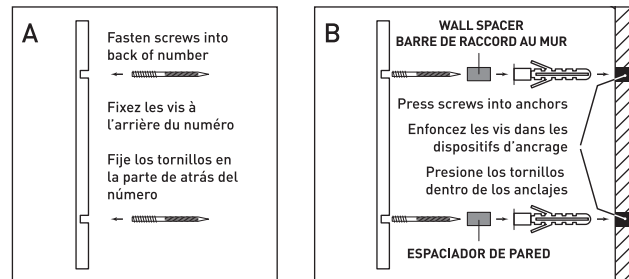 A
Fasten screws into
back of number
Fixez les vis à
l'arrière du numéro
Fije los tornillos en
la parte de atrás del
número
B
WALL SPACER
BARRE DE RACCORD AU MUR
Press screws into anchors
Enfoncez les vis dans les
dispositifs d'ancrage
Presione los tornillos
dentro de los anclajes
ESPACIADOR DE PARED